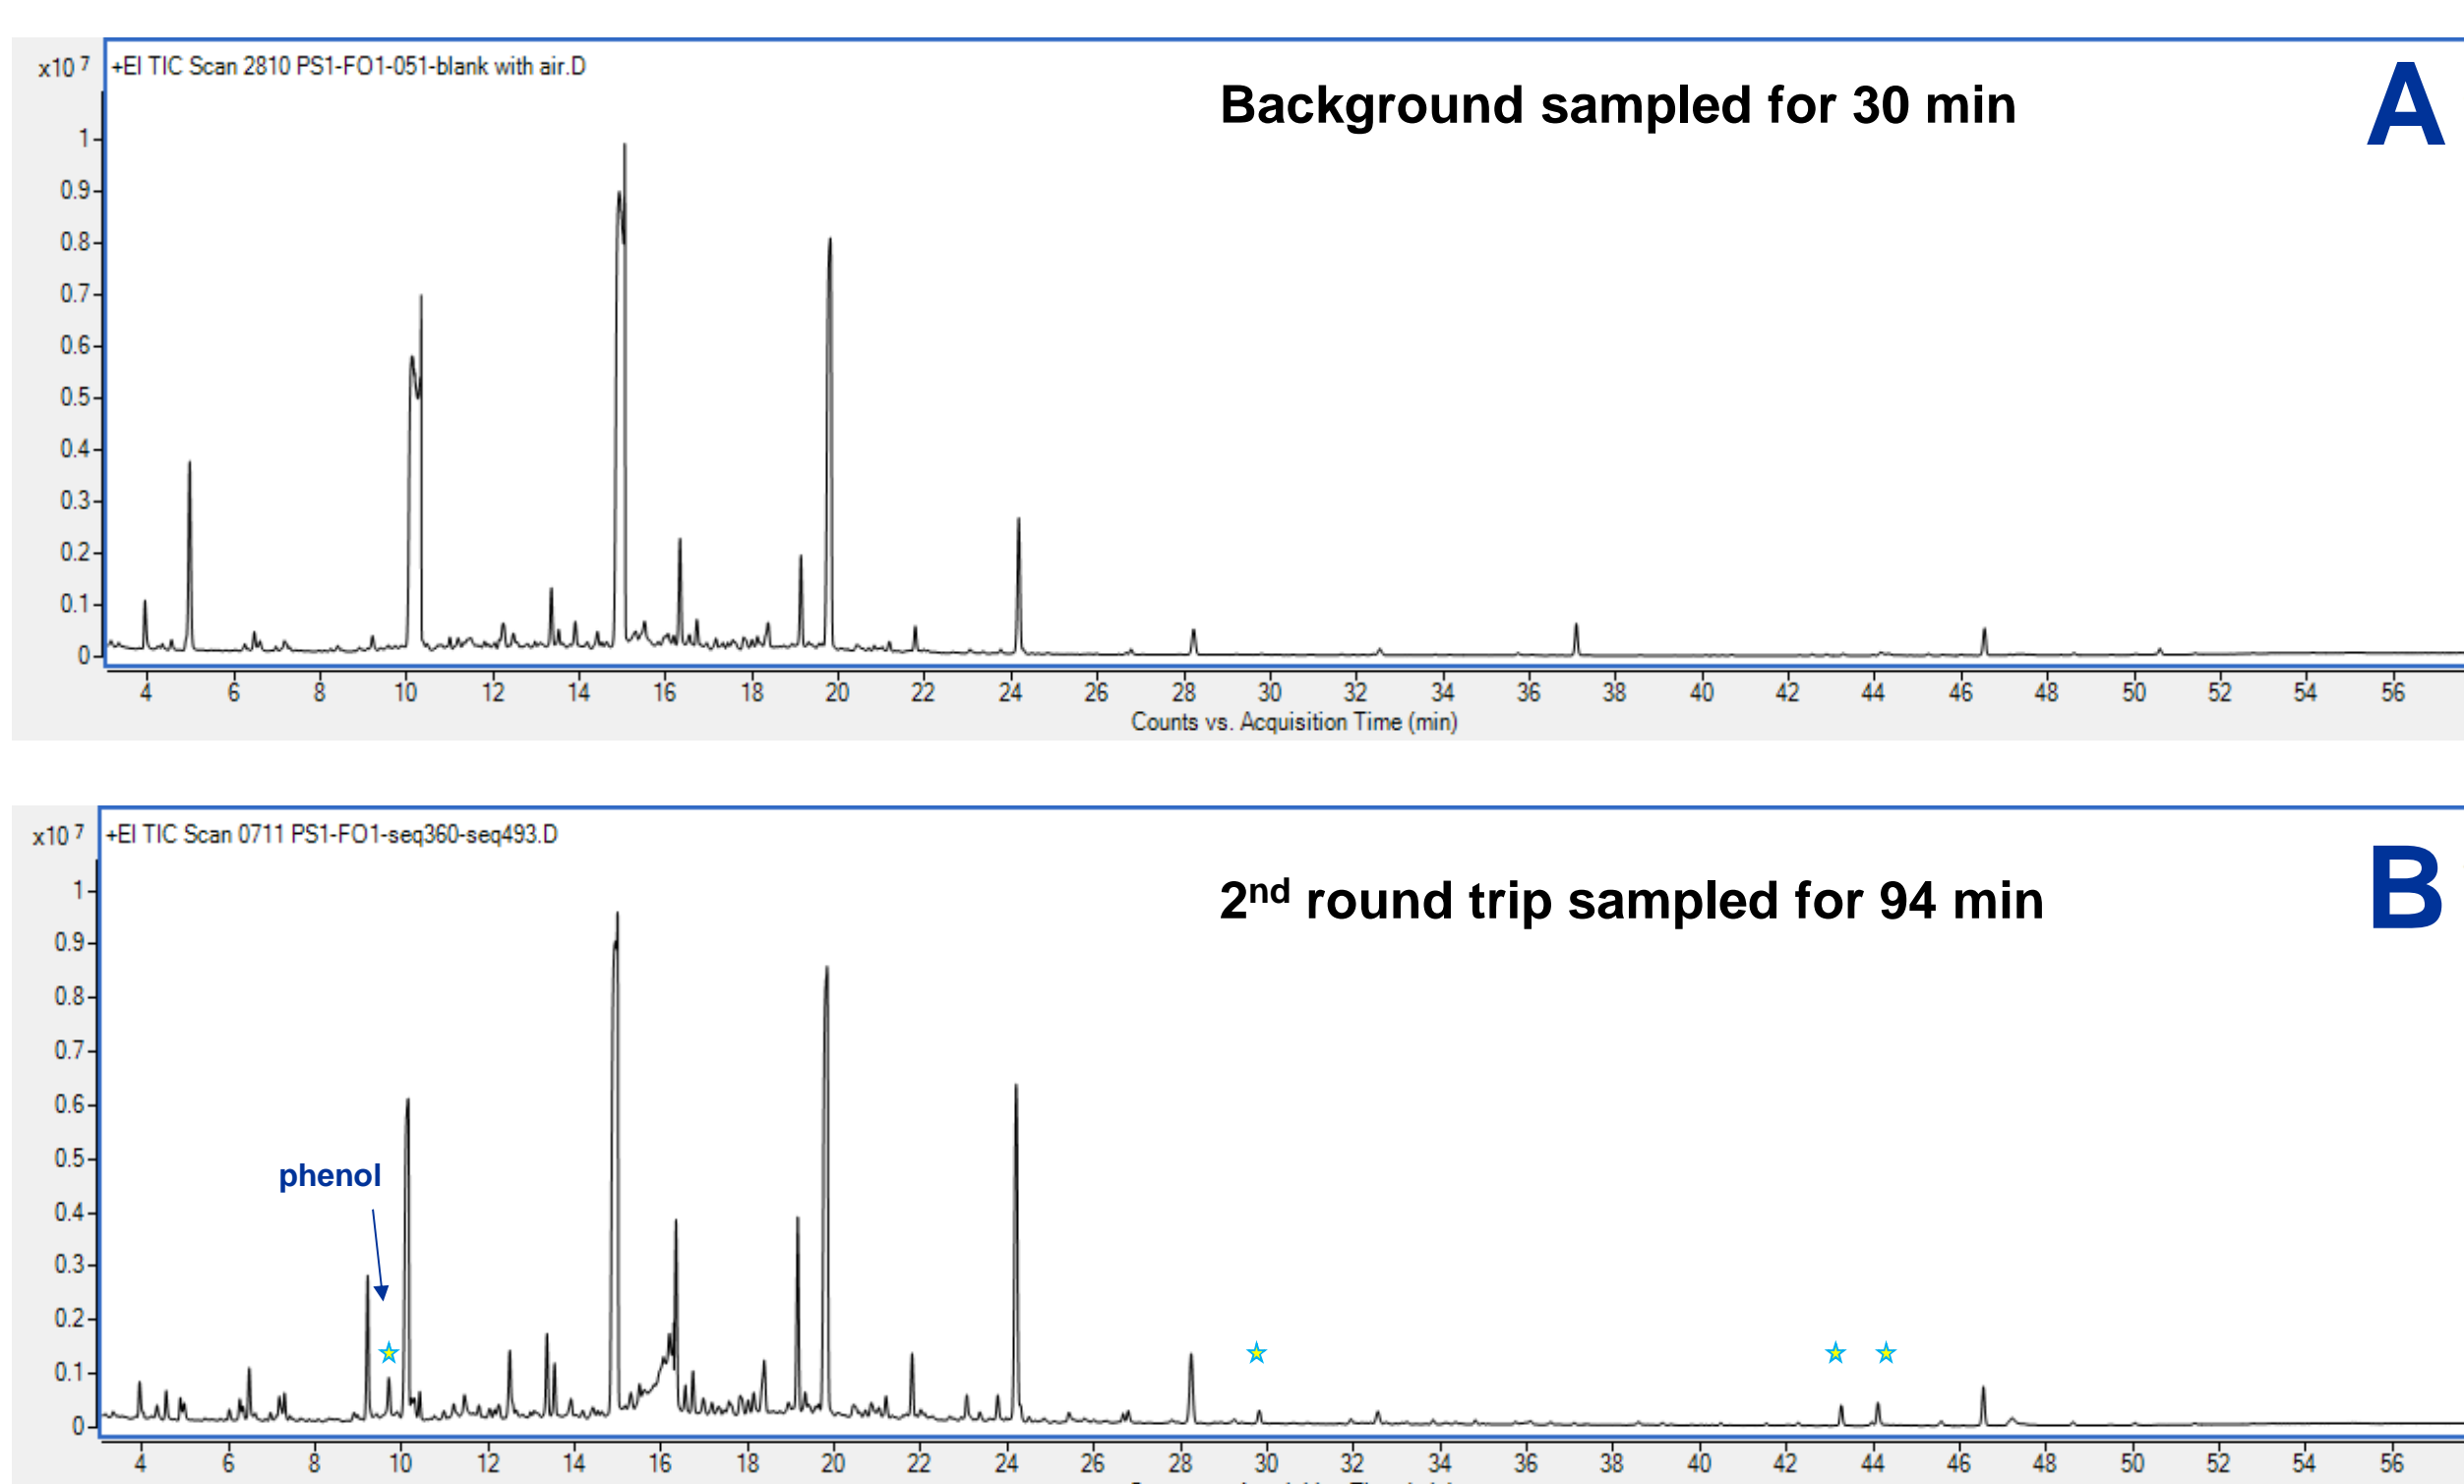 x10 7
+EI TIC Scan 2810 PS1-FO1-051-blank with air.D
Background sampled for 30 min
A
1
0.9
0.8
0.7
0.6
0.5
0.4
0.3
0.2
0.1
0
4 6 8 10 12 14 16 18 20 22 24 26 28 30 32 34 36 38 40 42 44 46 48 50 52 54 56
Counts vs. Acquisition Time (min)
x10 7
+EI TIC Scan 0711 PS1-FO1-seq360-seq493.D
2nd round trip sampled for 94 min
B
1
0.9
0.8
0.7
0.6
0.5
phenol
0.4
0.3
0.2
0.1
0
4 6 8 10 12 14 16 18 20 22 24 26 28 30 32 34 36 38 40 42 44 46 48 50 52 54 56